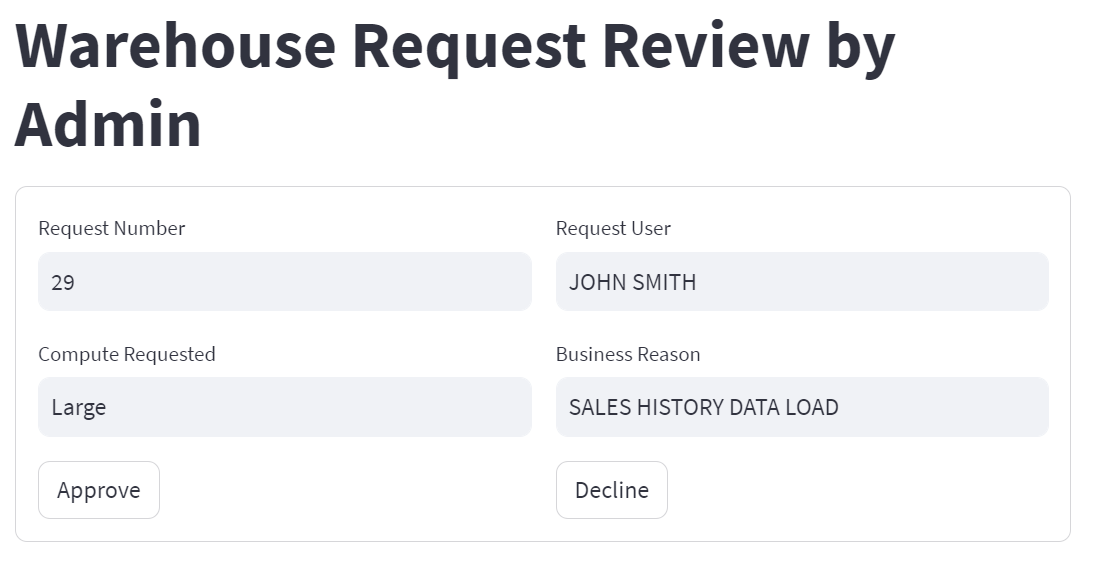 Warehouse Request Review by
Admin
Request Number
Request User
29
JOHN SMITH
Compute Requested
Business Reason
Large
SALES HISTORY DATA LOAD
Approve
Decline